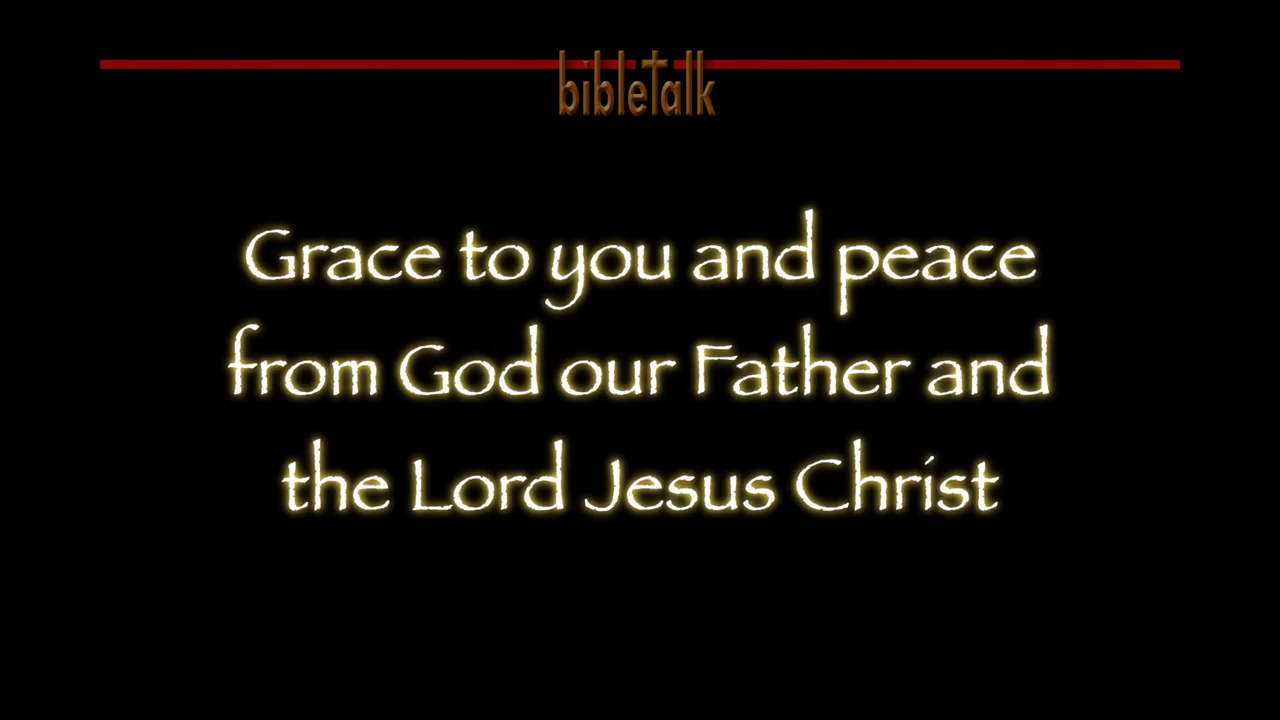 bibleTalk
Grace to you and peace
from God our Father and
the Lord Jesus Christ